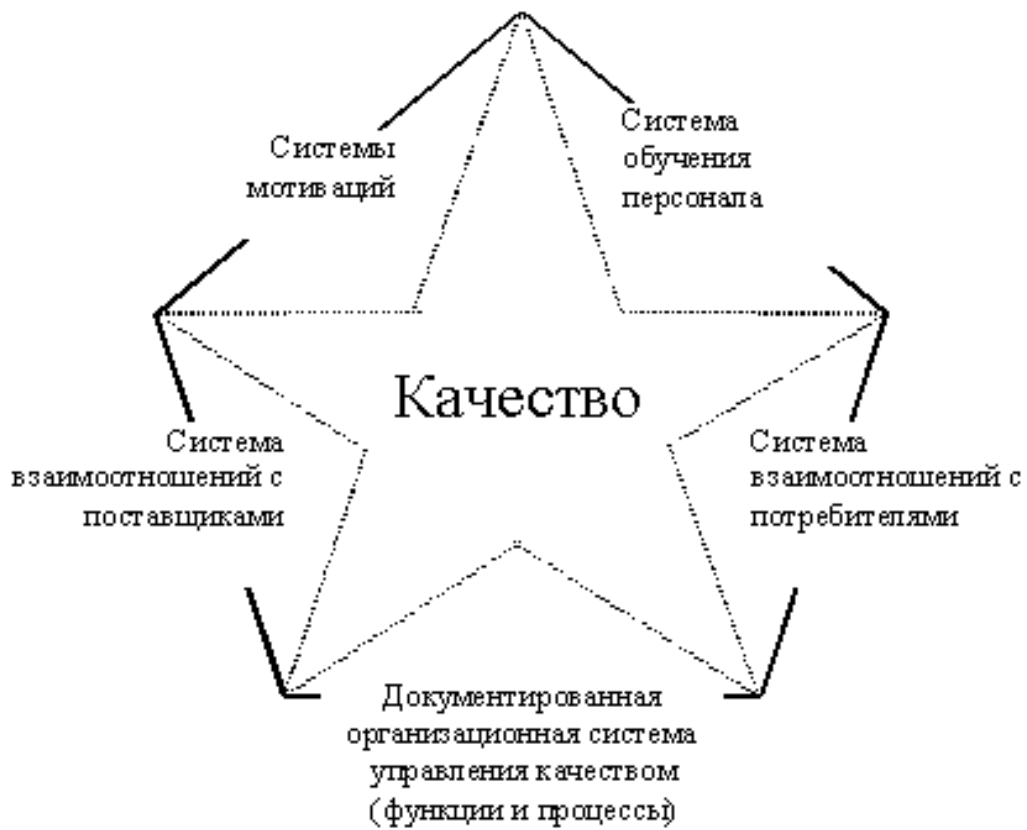 Системы
мотиваций
Система
обучения
персонала
Качество
Система
взаимоотношений с
поставщиками
Система
взаимоотношений с
потребителями
Документированная
организационная система
управления качеством
(функции и процессы)